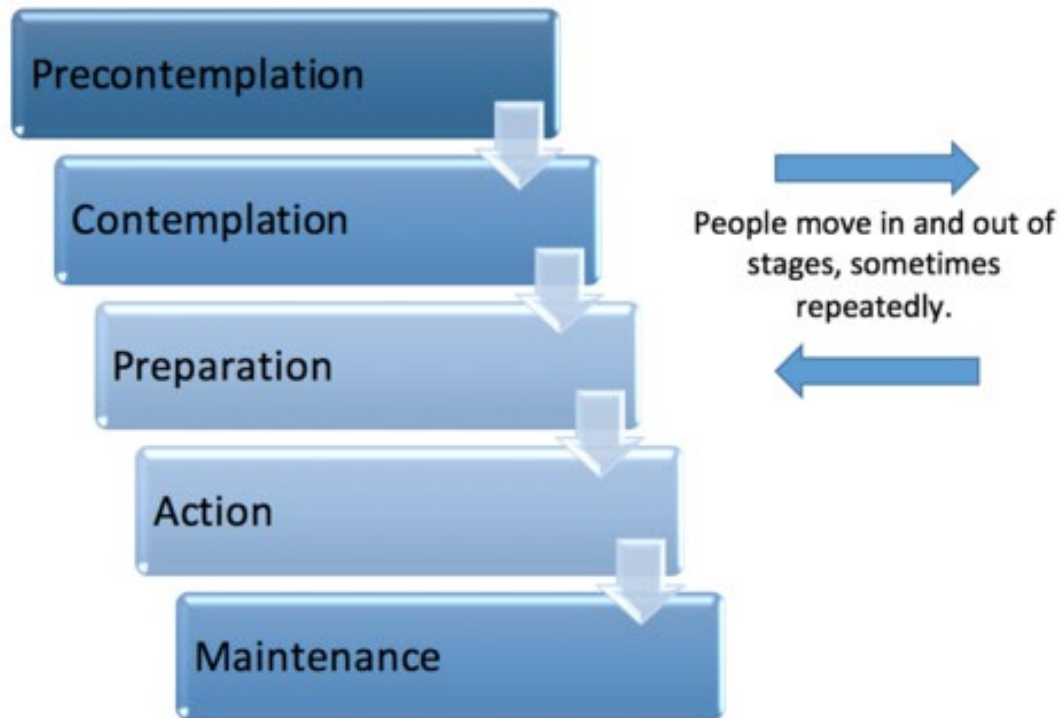 Precontemplation
Contemplation
Preparation
Action
Maintenance
People move in and out of
stages, sometimes
repeatedly.